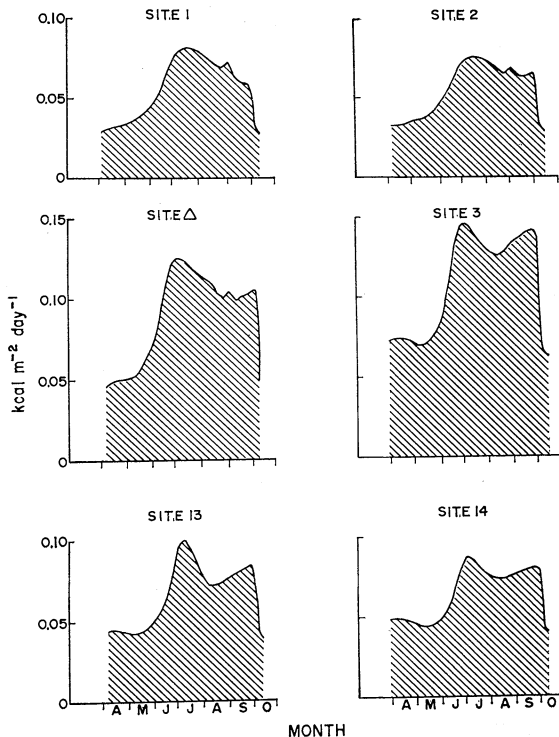 SITE 1
SITE 2
0.10
0.05
0
SITE Δ
SITE 3
0.15
0.10
0.05
0
kcal m⁻² day⁻¹
SITE 13
SITE 14
0.10
0.05
0
A M J J A S O
A M J J A S O
MONTH